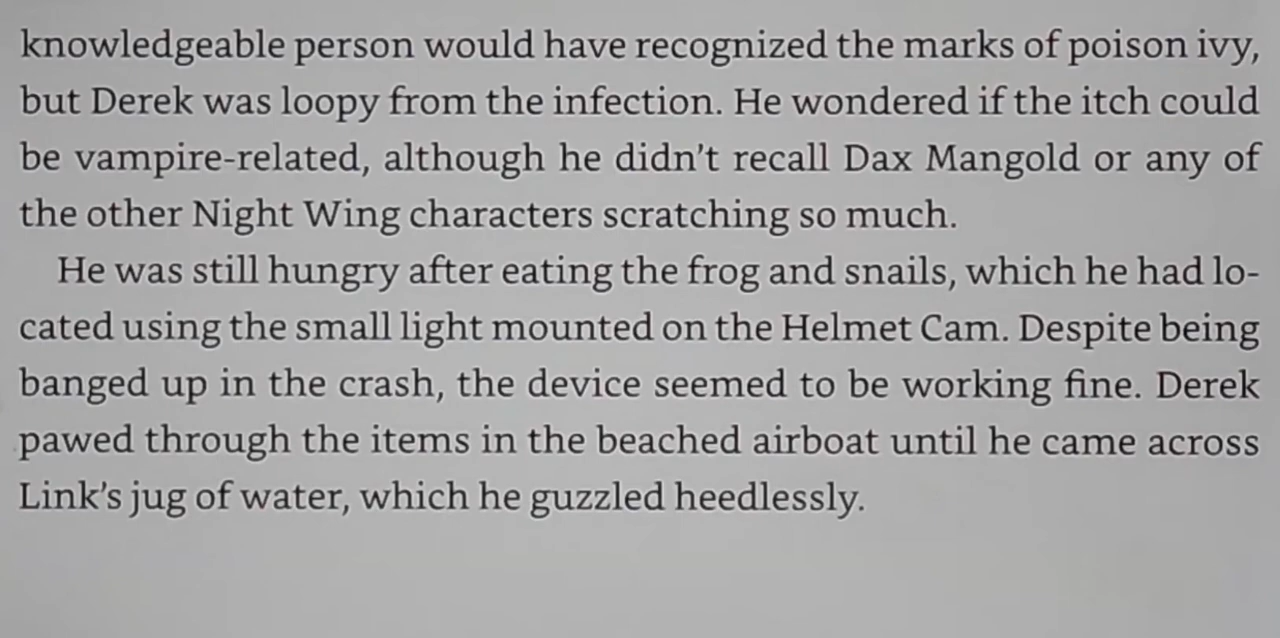 knowledgeable person would have recognized the marks of poison ivy,
but Derek was loopy from the infection. He wondered if the itch could
be vampire-related, although he didn’t recall Dax Mangold or any of
the other Night Wing characters scratching so much.
He was still hungry after eating the frog and snails, which he had lo-
cated using the small light mounted on the Helmet Cam. Despite being
banged up in the crash, the device seemed to be working fine. Derek
pawed through the items in the beached airboat until he came across
Link’s jug of water, which he guzzled heedlessly.